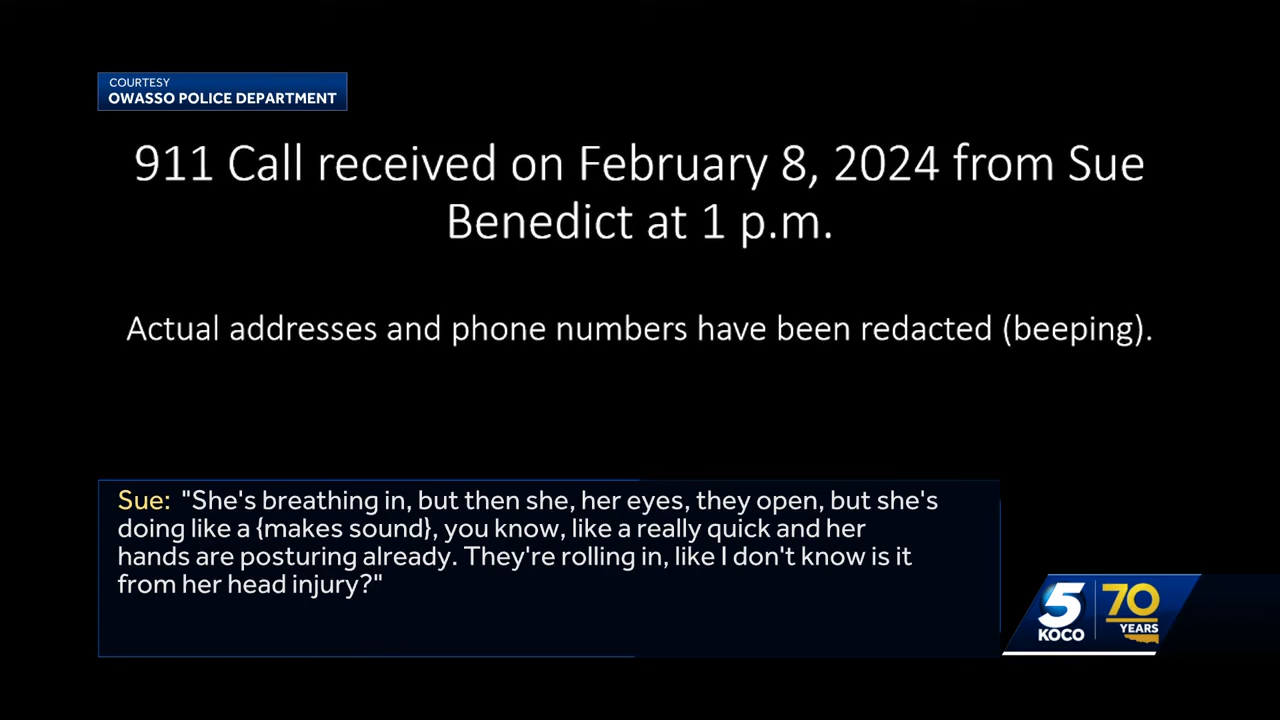 COURTESY
OWASSO POLICE DEPARTMENT
911 Call received on February 8, 2024 from Sue
Benedict at 1 p.m.
Actual addresses and phone numbers have been redacted (beeping).
Sue: "She's breathing in, but then she, her eyes, they open, but she's
doing like a {makes sound}, you know, like a really quick and her
hands are posturing already. They're rolling in, like I don't know is it
from her head injury?"
5
KOCO
70
YEARS